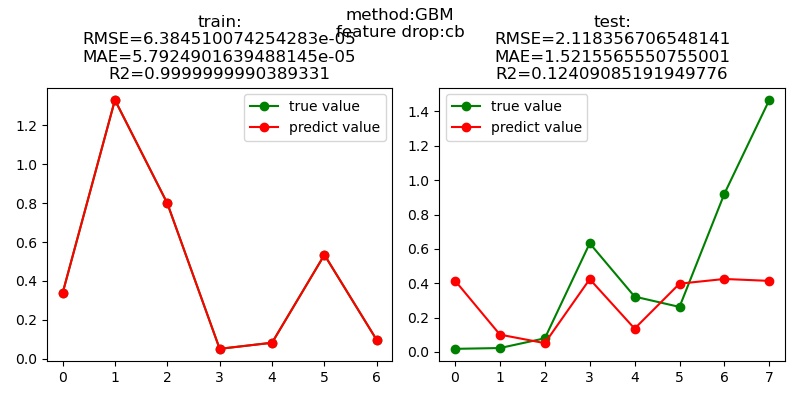 method:GBM
feature drop:cb
train:
RMSE=6.384510074254283e-05
MAE=5.7924901639488145e-05
R2=0.9999999990389331
true value
predict value
1.2
1.0
0.8
0.6
0.4
0.2
0.0
0 1 2 3 4 5 6
test:
RMSE=2.118356706548141
MAE=1.5215565550755001
R2=0.12409085191949776
true value
predict value
1.4
1.2
1.0
0.8
0.6
0.4
0.2
0.0
0 1 2 3 4 5 6 7